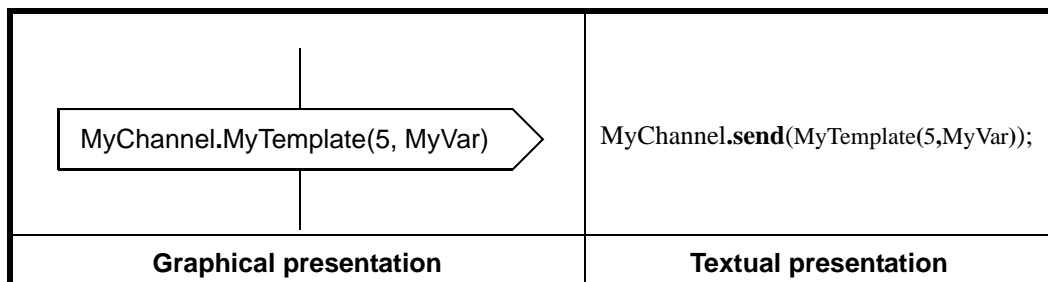 MyChannel.MyTemplate(5, MyVar)
MyChannel.send(MyTemplate(5,MyVar));
Graphical presentation
Textual presentation